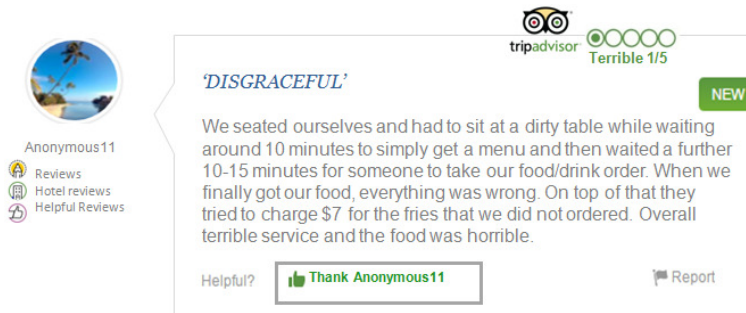 tripadvisor
Terrible 1/5
‘DISGRACEFUL’
NEW
We seated ourselves and had to sit at a dirty table while waiting
around 10 minutes to simply get a menu and then waited a further
10-15 minutes for someone to take our food/drink order. When we
finally got our food, everything was wrong. On top of that they
tried to charge $7 for the fries that we did not ordered. Overall
terrible service and the food was horrible.
Anonymous11
Reviews
Hotel reviews
Helpful Reviews
Helpful?
Thank Anonymous11
Report